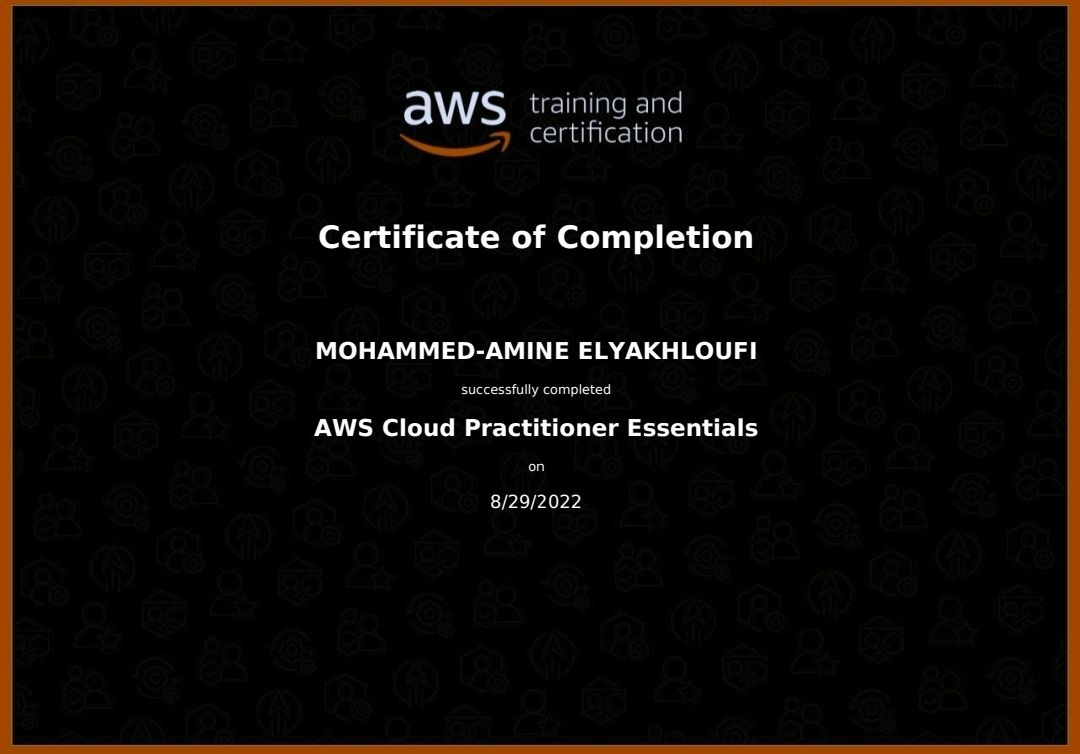 aws training and
certification
Certificate of Completion
MOHAMMED-AMINE ELYAKHLOUFI
successfully completed
AWS Cloud Practitioner Essentials
on
8/29/2022